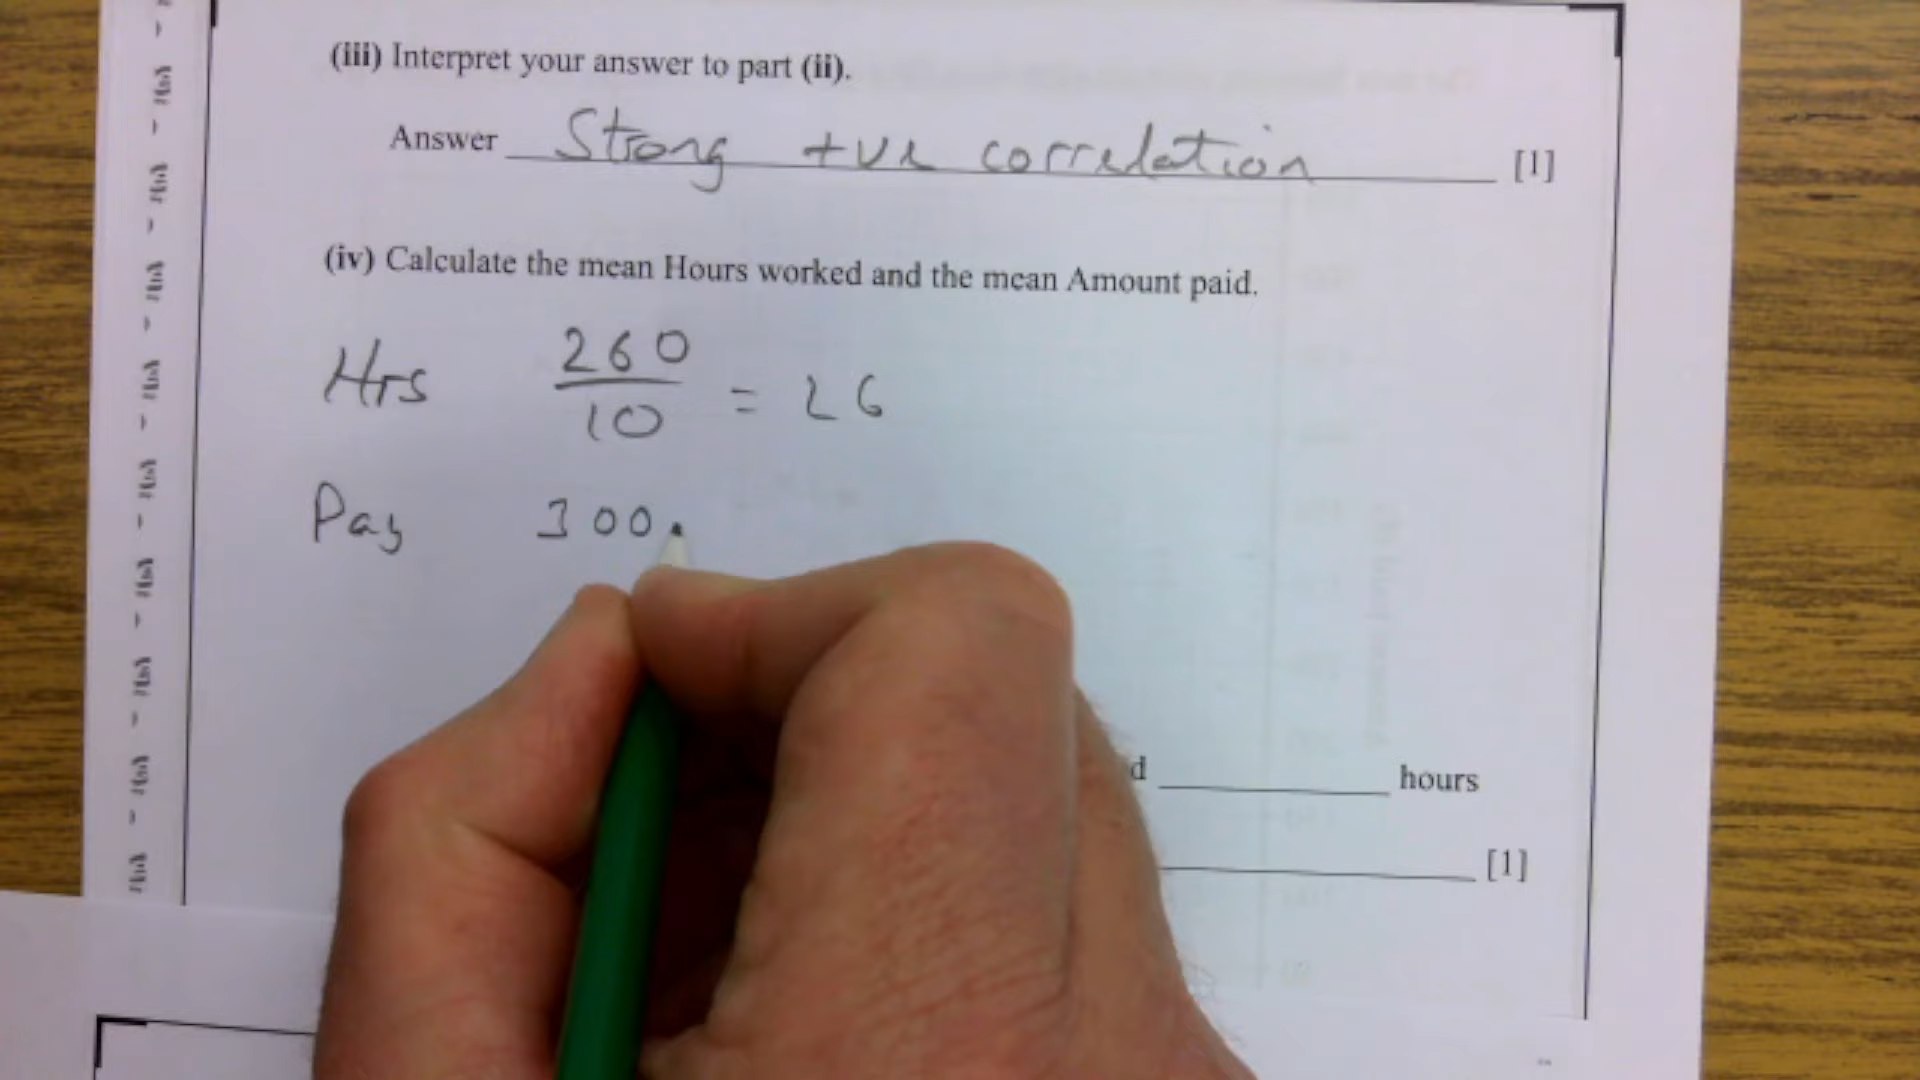 (iii) Interpret your answer to part (ii).
Answer Strong +ve correlation [1]
(iv) Calculate the mean Hours worked and the mean Amount paid.
Hrs 260/10 = 26
Pay 300
d hours
[1]